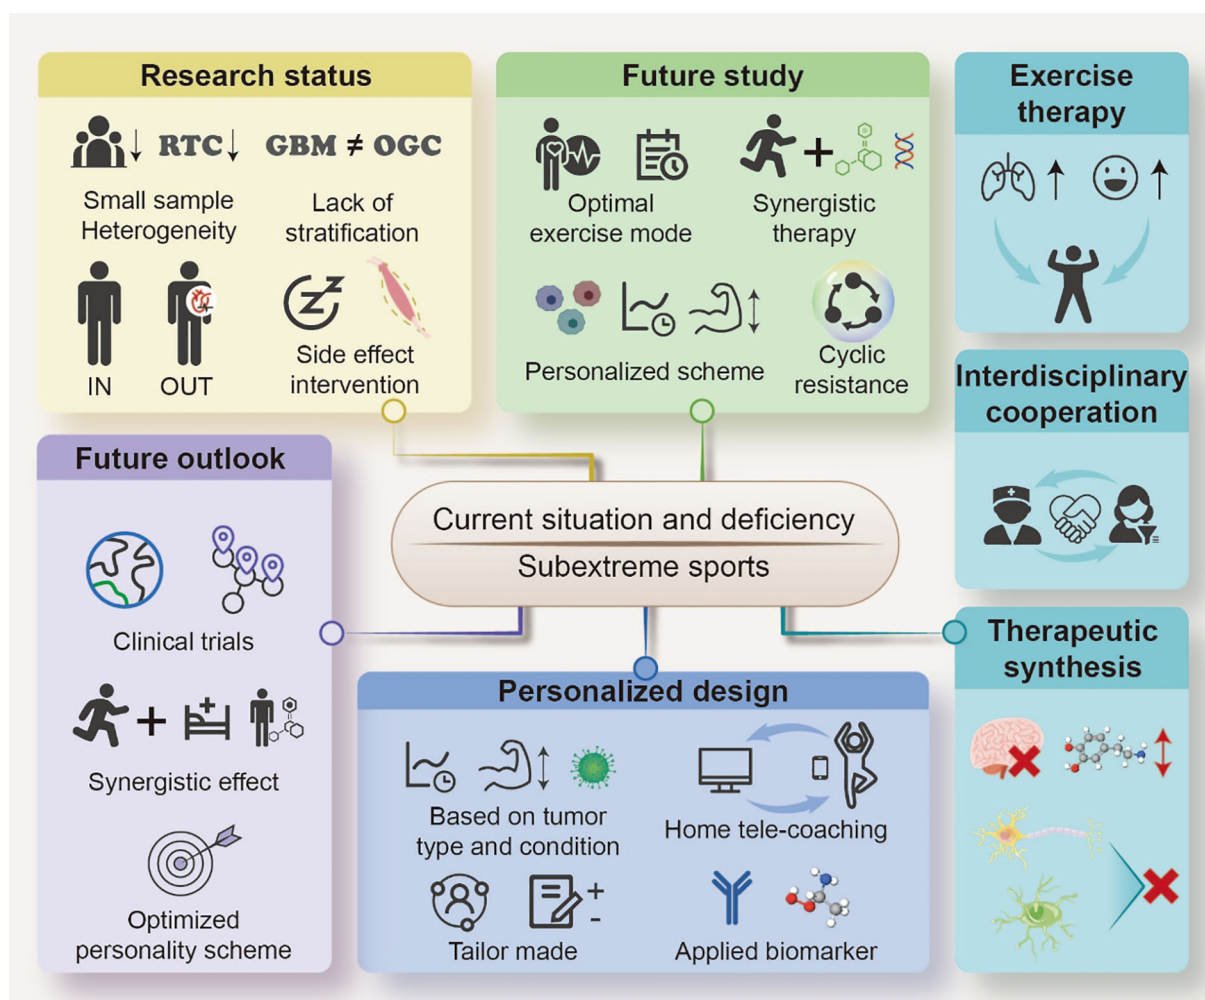 Research status
RTC
GBM ≠ OGC
Small sample
Heterogeneity
Lack of
stratification
IN
OUT
Side effect
intervention
Future study
Optimal
exercise mode
Synergistic
therapy
Personalized scheme
Cyclic
resistance
Exercise
therapy
Interdisciplinary
cooperation
Current situation and deficiency
Subextreme sports
Future outlook
Clinical trials
Synergistic effect
Optimized
personality scheme
Personalized design
Based on tumor
type and condition
Home tele-coaching
Tailor made
Applied biomarker
Therapeutic
synthesis